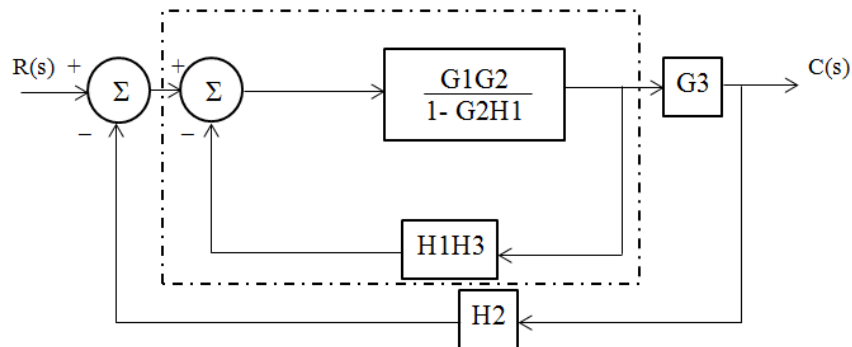 R(s) + Σ + Σ G1G2 G3 C(s)
1- G2H1
− −
H1H3
H2